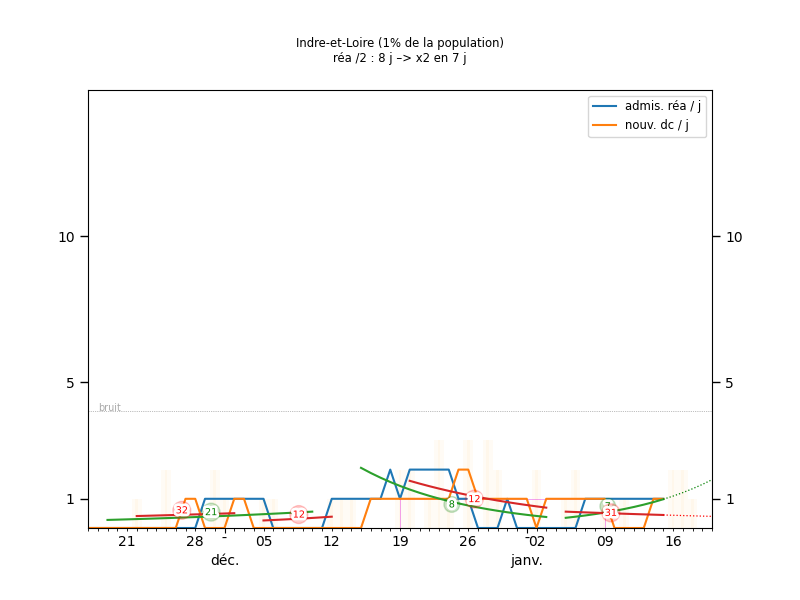 Indre-et-Loire (1% de la population)
réa /2 : 8 j –> x2 en 7 j
admis. réa / j
nouv. dc / j
10 10
5 5
bruit
1 1
32 21 12 8 12 7 31
21 28 05 12 19 26 02 09 16
déc. janv.